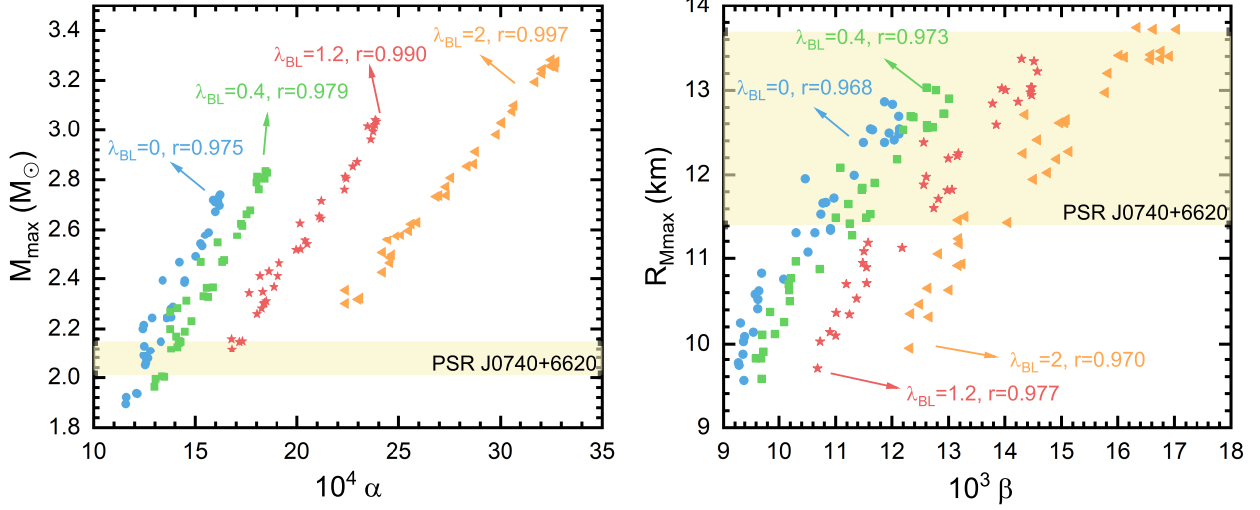 3.4
3.2
3.0
2.8
2.6
2.4
2.2
2.0
1.8
M_max (M_⊙)
λ_BL=2, r=0.997
λ_BL=1.2, r=0.990
λ_BL=0.4, r=0.979
λ_BL=0, r=0.975
PSR J0740+6620
10 15 20 25 30 35
10⁴ α
14
13
12
11
10
9
R_Mmax (km)
λ_BL=0.4, r=0.973
λ_BL=0, r=0.968
PSR J0740+6620
λ_BL=2, r=0.970
λ_BL=1.2, r=0.977
9 10 11 12 13 14 15 16 17 18
10³ β